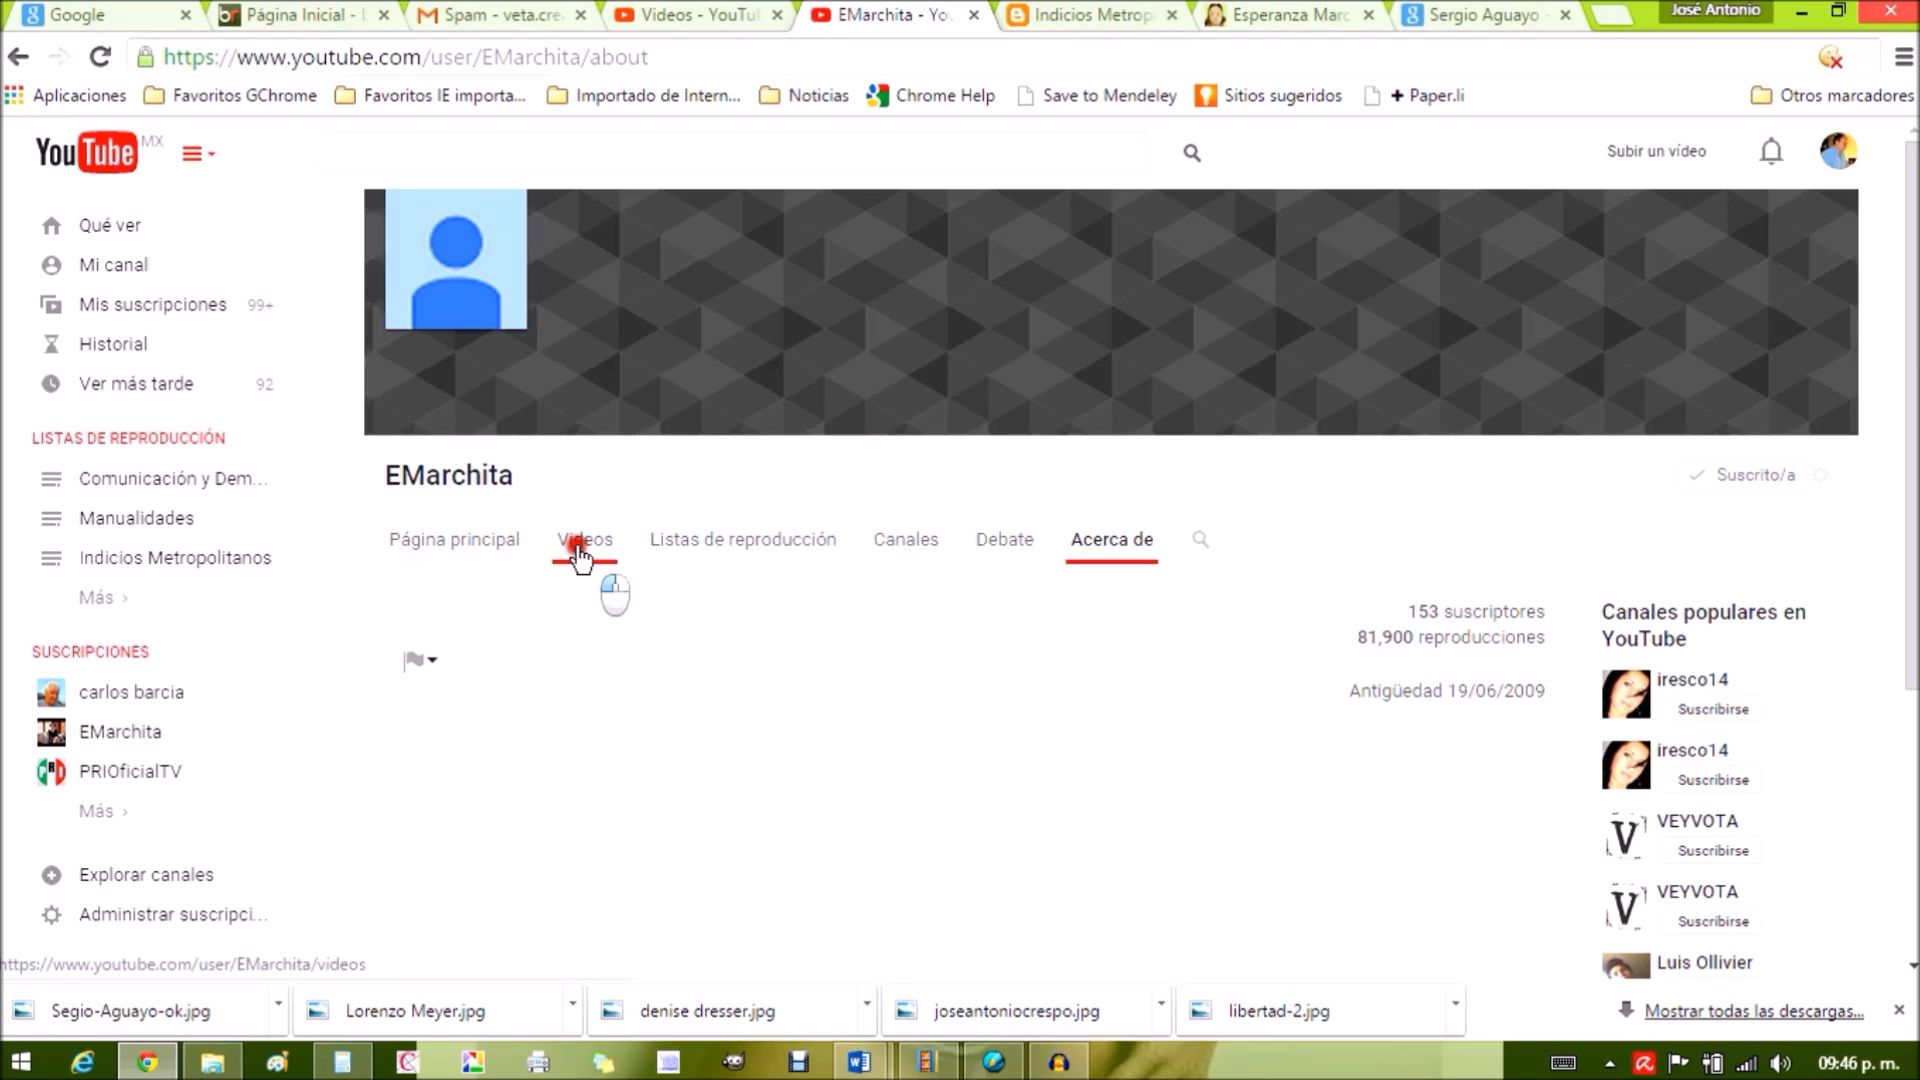 Google
Página Inicial -
Spam - veta.cre
Videos - YouTu
EMarchita - Yo
Indicios Metrop
Esperanza Marc
Sergio Aguayo
José Antonio
https://www.youtube.com/user/EMarchita/about
Aplicaciones
Favoritos GChrome
Favoritos IE importa...
Importado de Intern...
Noticias
Chrome Help
Save to Mendeley
Sitios sugeridos
+ Paper.li
Otros marcadores
YouTube MX
Subir un vídeo
Qué ver
Mi canal
Mis suscripciones 99+
Historial
Ver más tarde 92
LISTAS DE REPRODUCCIÓN
Comunicación y Dem...
Manualidades
Indicios Metropolitanos
Más ›
SUSCRIPCIONES
carlos barcia
EMarchita
PRIOficialTV
Más ›
Explorar canales
Administrar suscripci...
EMarchita
Suscrito/a
Página principal
Videos
Listas de reproducción
Canales
Debate
Acerca de
153 suscriptores
81,900 reproducciones
Antigüedad 19/06/2009
Canales populares en
YouTube
iresco14
Suscribirse
iresco14
Suscribirse
VEYVOTA
Suscribirse
VEYVOTA
Suscribirse
Luis Ollivier
https://www.youtube.com/user/EMarchita/videos
Segio-Aguayo-ok.jpg
Lorenzo Meyer.jpg
denise dresser.jpg
joseantoniocrespo.jpg
libertad-2.jpg
Mostrar todas las descargas...
09:46 p. m.